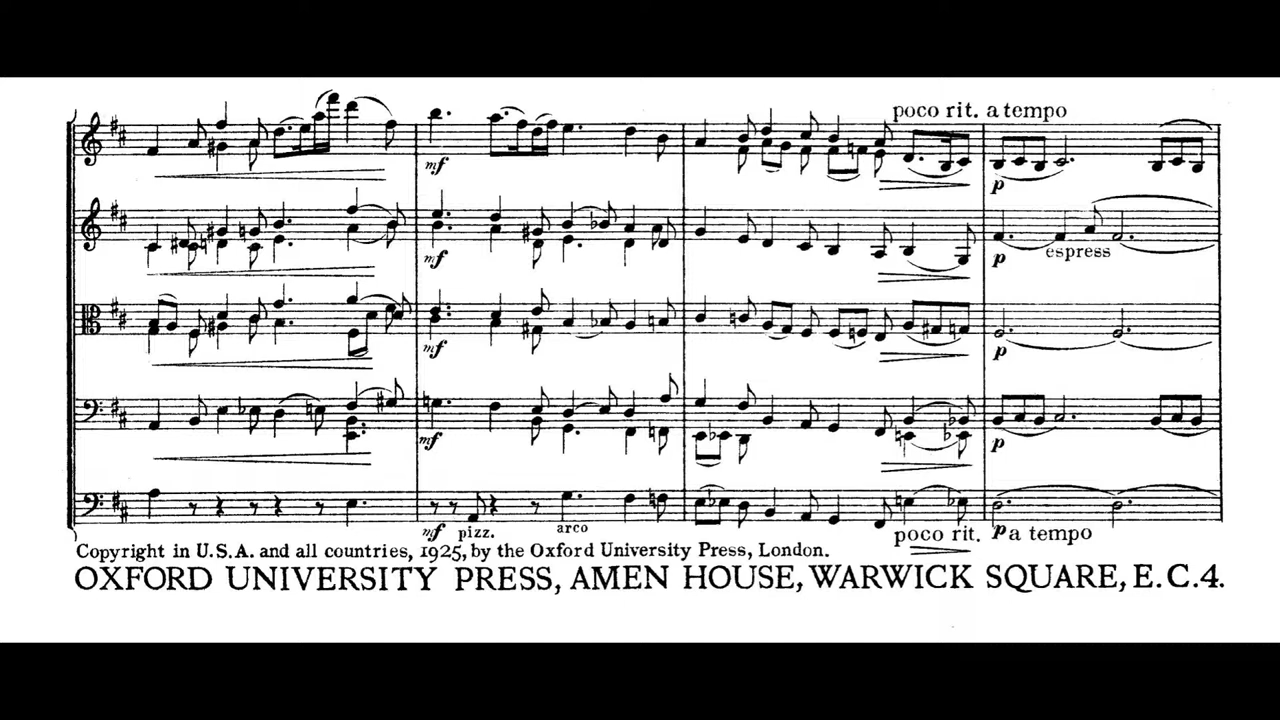 poco rit. a tempo
mf
p
mf
p
espress
mf
p
mf
p
mf pizz. arco poco rit. p a tempo
Copyright in U.S.A. and all countries, 1925, by the Oxford University Press, London.
OXFORD UNIVERSITY PRESS, AMEN HOUSE, WARWICK SQUARE, E.C.4.